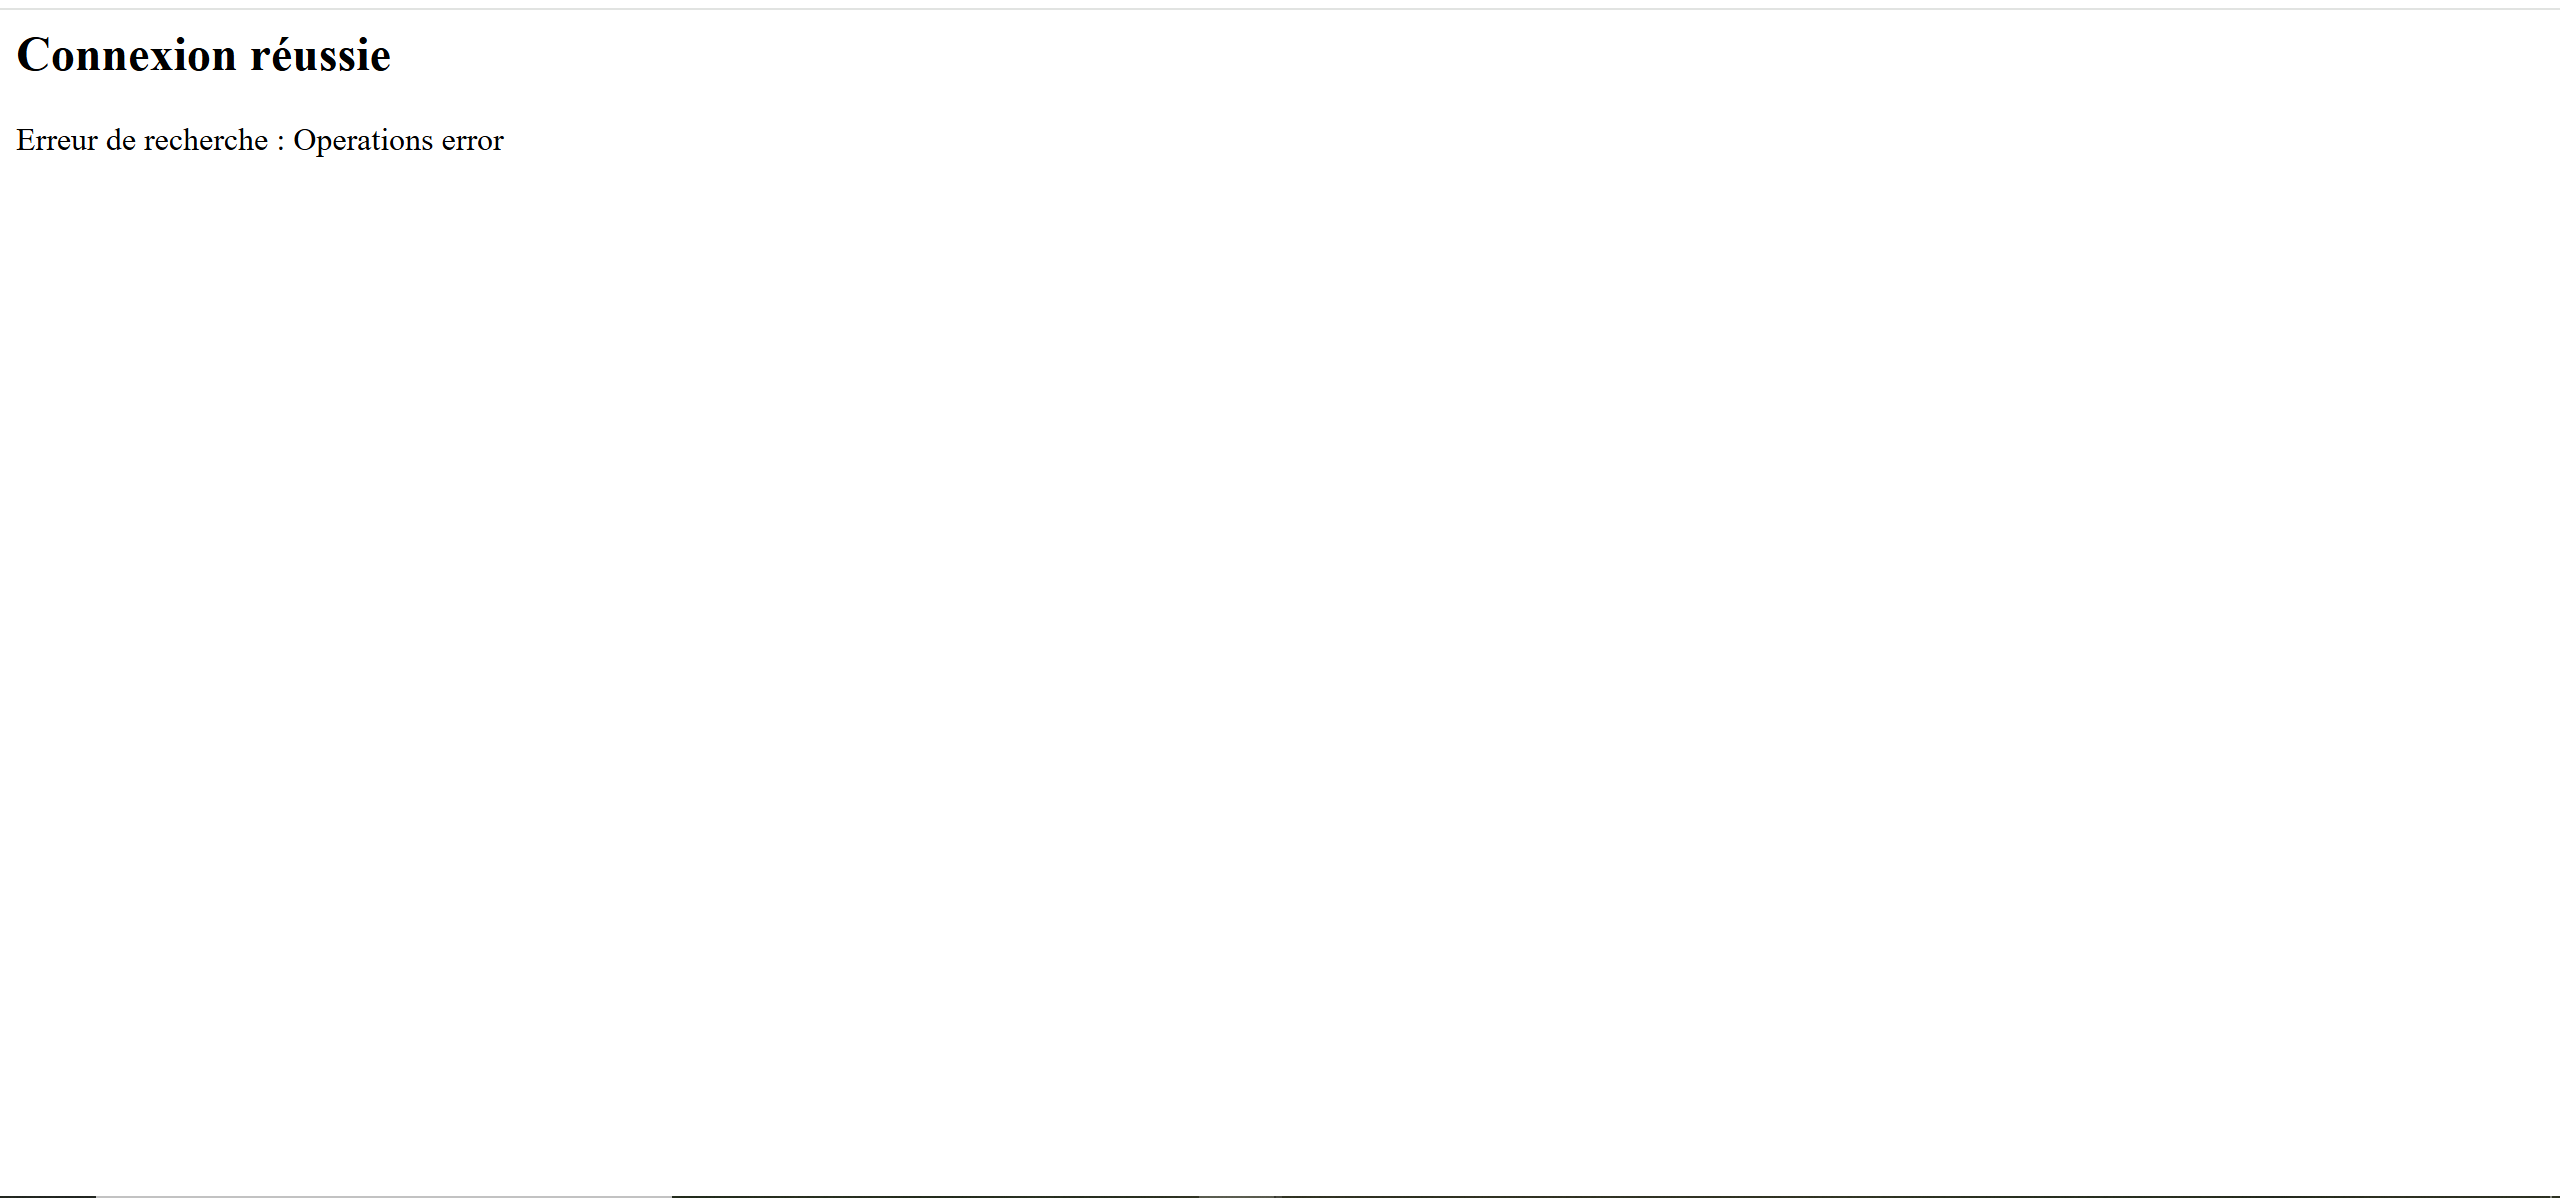 Connexion réussie
Erreur de recherche : Operations error